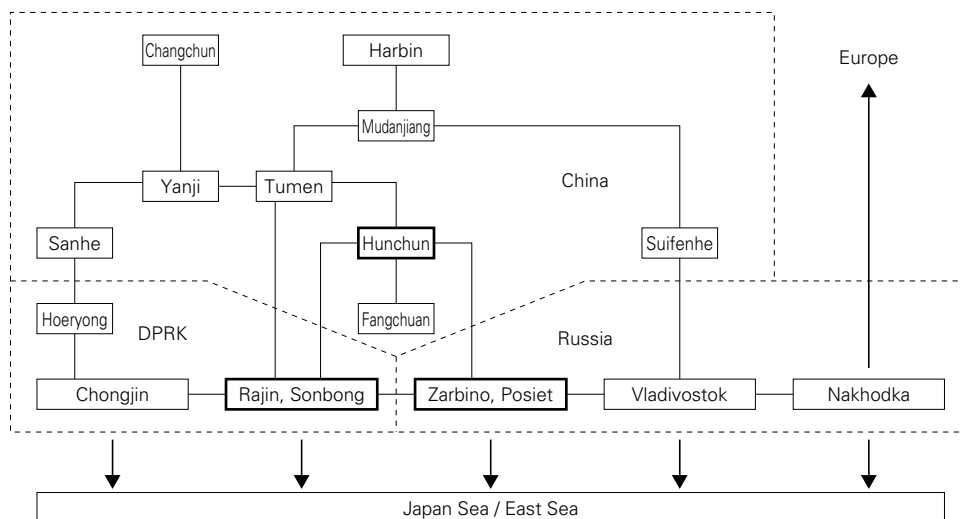 Changchun
Harbin
Europe
Mudanjiang
Yanji
Tumen
China
Sanhe
Hunchun
Suifenhe
Hoeryong
DPRK
Fangchuan
Russia
Chongjin
Rajin, Sonbong
Zarbino, Posiet
Vladivostok
Nakhodka
Japan Sea / East Sea